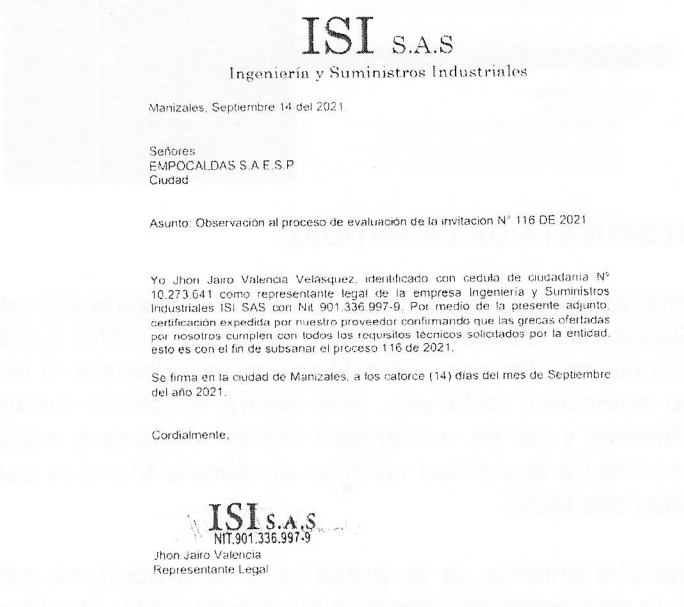 ISI S.A.S
Ingeniería y Suministros Industriales
Manizales, Septiembre 14 del 2021.
Señores
EMPOCALDAS S.A E.S.P
Ciudad
Asunto: Observación al proceso de evaluación de la invitación N° 116 DE 2021
Yo Jhon Jairo Valencia Velásquez, identificado con cedula de ciudadanía N°
10.273.641 como representante legal de la empresa Ingeniería y Suministros
Industriales ISI SAS con Nit 901.336.997-9, Por medio de la presente adjunto,
certificación expedida por nuestro proveedor confirmando que las grecas ofertadas
por nosotros cumplen con todos los requisitos técnicos solicitados por la entidad,
esto es con el fin de subsanar el proceso 116 de 2021.
Se firma en la ciudad de Manizales, a los catorce (14) días del mes de Septiembre
del año 2021.
Cordialmente,
ISI S.A.S
NIT.901.336.997-9
Jhon Jairo Valencia
Representante Legal
RESPUESTA DE LA ENTIDAD: